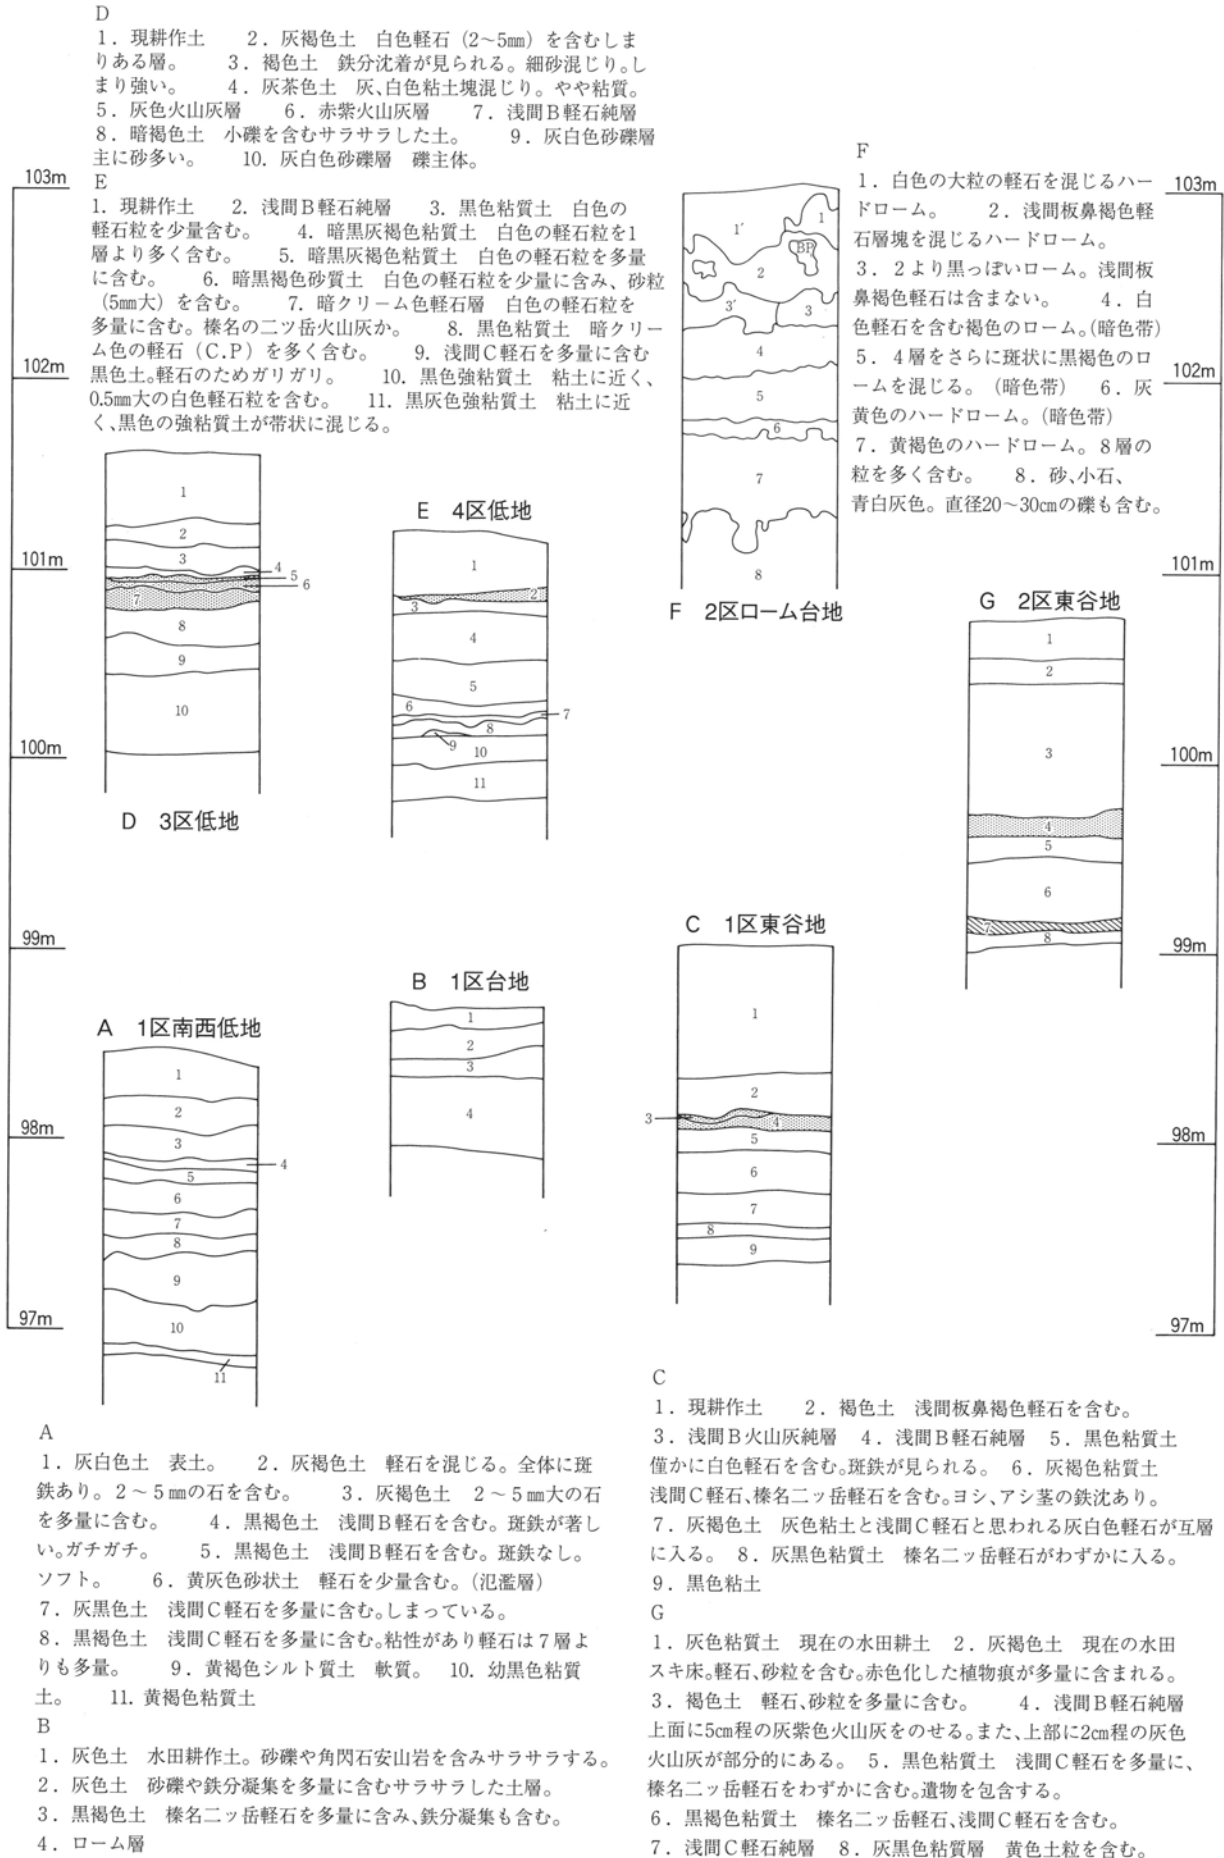 D
1．現耕作土　　2．灰褐色土　白色軽石（2～5㎜）を含むしま
りある層。　　3．褐色土　鉄分沈着が見られる。細砂混じり。し
まり強い。　　4．灰茶色土　灰、白色粘土塊混じり。やや粘質。
5．灰色火山灰層　　6．赤紫火山灰層　　7．浅間Ｂ軽石純層
8．暗褐色土　小礫を含むサラサラした土。　　9．灰白色砂礫層
主に砂多い。　　10．灰白色砂礫層　礫主体。
E
1．現耕作土　　2．浅間Ｂ軽石純層　　3．黒色粘質土　白色の
軽石粒を少量含む。　　4．暗黒灰褐色粘質土　白色の軽石粒を1
層より多く含む。　　5．暗黒灰褐色粘質土　白色の軽石粒を多量
に含む。　　6．暗黒褐色砂質土　白色の軽石粒を少量に含み、砂粒
（5㎜大）を含む。　　7．暗クリーム色軽石層　白色の軽石粒を
多量に含む。榛名の二ツ岳火山灰か。　　8．黒色粘質土　暗クリー
ム色の軽石（C.P）を多く含む。　　9．浅間Ｃ軽石を多量に含む
黒色土。軽石のためガリガリ。　　10．黒色強粘質土　粘土に近く、
0.5㎜大の白色軽石粒を含む。　11．黒灰色強粘質土　粘土に近
く、黒色の強粘質土が帯状に混じる。
F
1．白色の大粒の軽石を混じるハー
ドローム。　　2．浅間板鼻褐色軽
石層塊を混じるハードローム。
3．2より黒っぽいローム。浅間板
鼻褐色軽石は含まない。　　4．白
色軽石を含む褐色のローム。（暗色帯）
5．4層をさらに斑状に黒褐色のロ
ームを混じる。（暗色帯）　6．灰
黄色のハードローム。（暗色帯）
7．黄褐色のハードローム。8層の
粒を多く含む。　　8．砂、小石、
青白灰色。直径20～30㎝の礫も含む。
103m
102m
101m
100m
99m
98m
97m
103m
102m
101m
100m
99m
98m
97m
1
2
3
4
5
6
7
8
9
10
D　3区低地
E　4区低地
1
2
3
4
5
6
7
8
9
10
11
1
1′
BP
2
3′
3
4
5
6
7
8
F　2区ローム台地
G　2区東谷地
1
2
3
4
5
6
7
8
A　1区南西低地
1
2
3
4
5
6
7
8
9
10
11
B　1区台地
1
2
3
4
C　1区東谷地
1
2
3
4
5
6
7
8
9
A
1．灰白色土　表土。　　2．灰褐色土　軽石を混じる。全体に斑
鉄あり。2～5㎜の石を含む。　　3．灰褐色土　2～5㎜大の石
を多量に含む。　　4．黒褐色土　浅間Ｂ軽石を含む。斑鉄が著し
い。ガチガチ。　　5．黒褐色土　浅間Ｂ軽石を含む。斑鉄なし。
ソフト。　　6．黄灰色砂状土　軽石を少量含む。（氾濫層）
7．灰黒色土　浅間Ｃ軽石を多量に含む。しまっている。
8．黒褐色土　浅間Ｃ軽石を多量に含む。粘性があり軽石は7層よ
りも多量。　　9．黄褐色シルト質土　軟質。　10．幼黒色粘質
土。　　11．黄褐色粘質土
B
1．灰色土　水田耕作土。砂礫や角閃石安山岩を含みサラサラする。
2．灰色土　砂礫や鉄分凝集を多量に含むサラサラした土層。
3．黒褐色土　榛名二ッ岳軽石を多量に含み、鉄分凝集も含む。
4．ローム層
C
1．現耕作土　　2．褐色土　浅間板鼻褐色軽石を含む。
3．浅間Ｂ火山灰純層　4．浅間Ｂ軽石純層　5．黒色粘質土
僅かに白色軽石を含む。斑鉄が見られる。　6．灰褐色粘質土
浅間Ｃ軽石、榛名二ッ岳軽石を含む。ヨシ、アシ茎の鉄沈あり。
7．灰褐色土　灰色粘土と浅間Ｃ軽石と思われる灰白色軽石が互層
に入る。　8．灰黒色粘質土　榛名二ッ岳軽石がわずかに入る。
9．黒色粘土
G
1．灰色粘質土　現在の水田耕土　2．灰褐色土　現在の水田
スキ床。軽石、砂粒を含む。赤色化した植物痕が多量に含まれる。
3．褐色土　軽石、砂粒を多量に含む。　　4．浅間Ｂ軽石純層
上面に5㎝程の灰紫色火山灰をのせる。また、上部に2㎝程の灰色
火山灰が部分的にある。　5．黒色粘質土　浅間Ｃ軽石を多量に、
榛名二ッ岳軽石をわずかに含む。遺物を包含する。
6．黒褐色粘質土　榛名二ッ岳軽石、浅間Ｃ軽石を含む。
7．浅間Ｃ軽石純層　8．灰黒色粘質層　黄色土粒を含む。